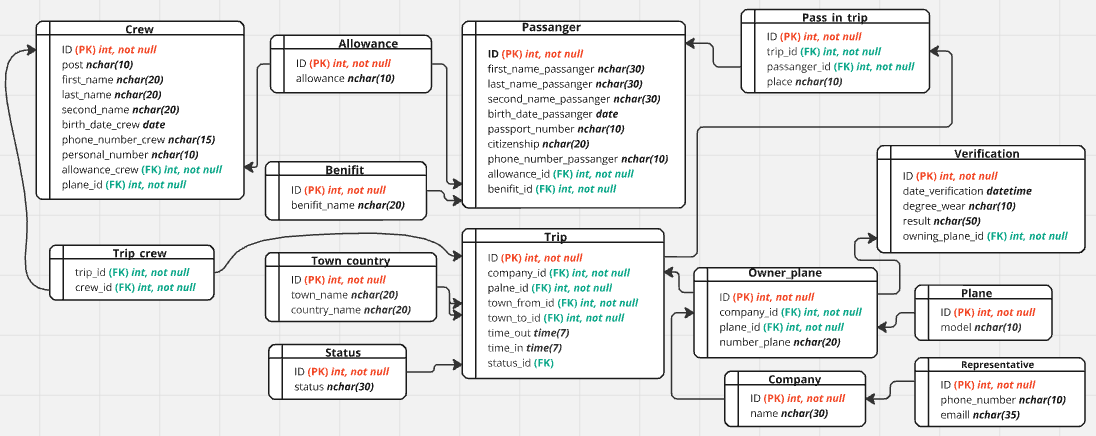 Crew
ID (PK) int, not null
post nchar(10)
first_name nchar(20)
last_name nchar(20)
second_name nchar(20)
birth_date_crew date
phone_number_crew nchar(15)
personal_number nchar(10)
allowance_crew (FK) int, not null
plane_id (FK) int, not null
Allowance
ID (PK) int, not null
allowance nchar(10)
Passanger
ID (PK) int, not null
first_name_passanger nchar(30)
last_name_passanger nchar(30)
second_name_passanger nchar(30)
birth_date_passanger date
passport_number nchar(10)
citizenship nchar(20)
phone_number_passanger nchar(10)
allowance_id (FK) int, not null
benifit_id (FK) int, not null
Pass in trip
ID (PK) int, not null
trip_id (FK) int, not null
passanger_id (FK) int, not null
place nchar(10)
Benifit
ID (PK) int, not null
benifit_name nchar(20)
Verification
ID (PK) int, not null
date_verification datetime
degree_wear nchar(10)
result nchar(50)
owning_plane_id (FK) int, not null
Trip crew
trip_id (FK) int, not null
crew_id (FK) int, not null
Town country
ID (PK) int, not null
town_name nchar(20)
country_name nchar(20)
Trip
ID (PK) int, not null
company_id (FK) int, not null
palne_id (FK) int, not null
town_from_id (FK) int, not null
town_to_id (FK) int, not null
time_out time(7)
time_in time(7)
status_id (FK)
Owner_plane
ID (PK) int, not null
company_id (FK) int, not null
plane_id (FK) int, not null
number_plane nchar(20)
Plane
ID (PK) int, not null
model nchar(10)
Status
ID (PK) int, not null
status nchar(30)
Company
ID (PK) int, not null
name nchar(30)
Representative
ID (PK) int, not null
phone_number nchar(10)
emaill nchar(35)